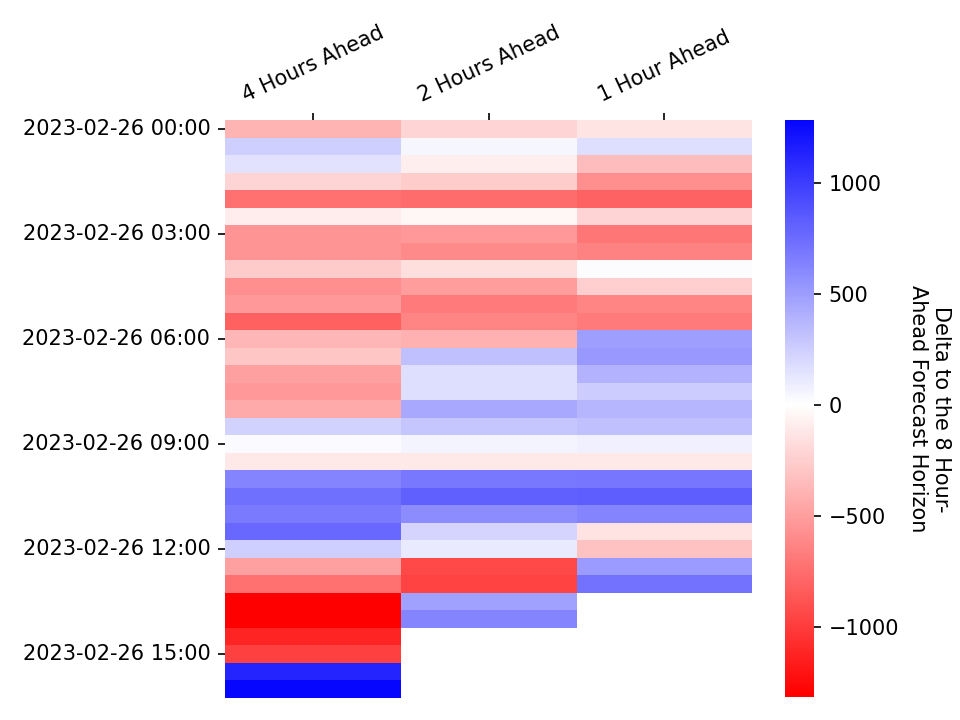 4 Hours Ahead
2 Hours Ahead
1 Hour Ahead
2023-02-26 00:00
2023-02-26 03:00
2023-02-26 06:00
2023-02-26 09:00
2023-02-26 12:00
2023-02-26 15:00
1000
500
0
−500
−1000
Delta to the 8 Hour-
Ahead Forecast Horizon